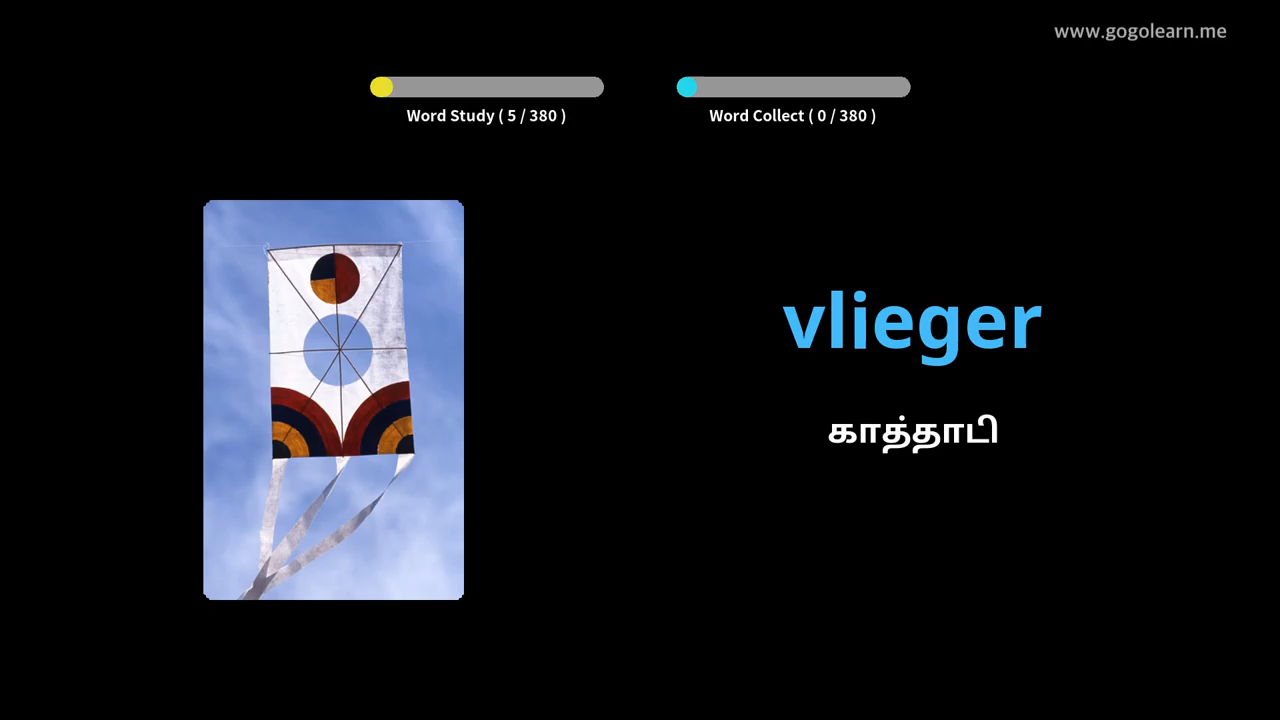 www.gogolearn.me
Word Study ( 5 / 380 )
Word Collect ( 0 / 380 )
vlieger
காத்தாடி